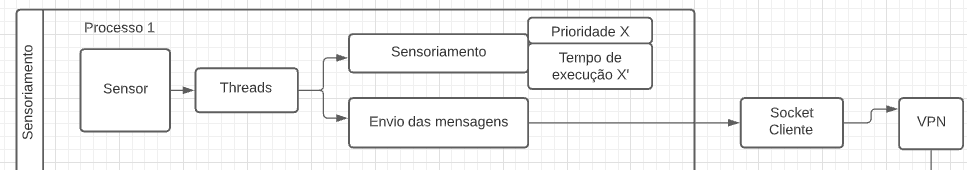 Sensoriamento
Processo 1
Sensor
Threads
Sensoriamento
Prioridade X
Tempo de
execução X'
Envio das mensagens
Socket
Cliente
VPN